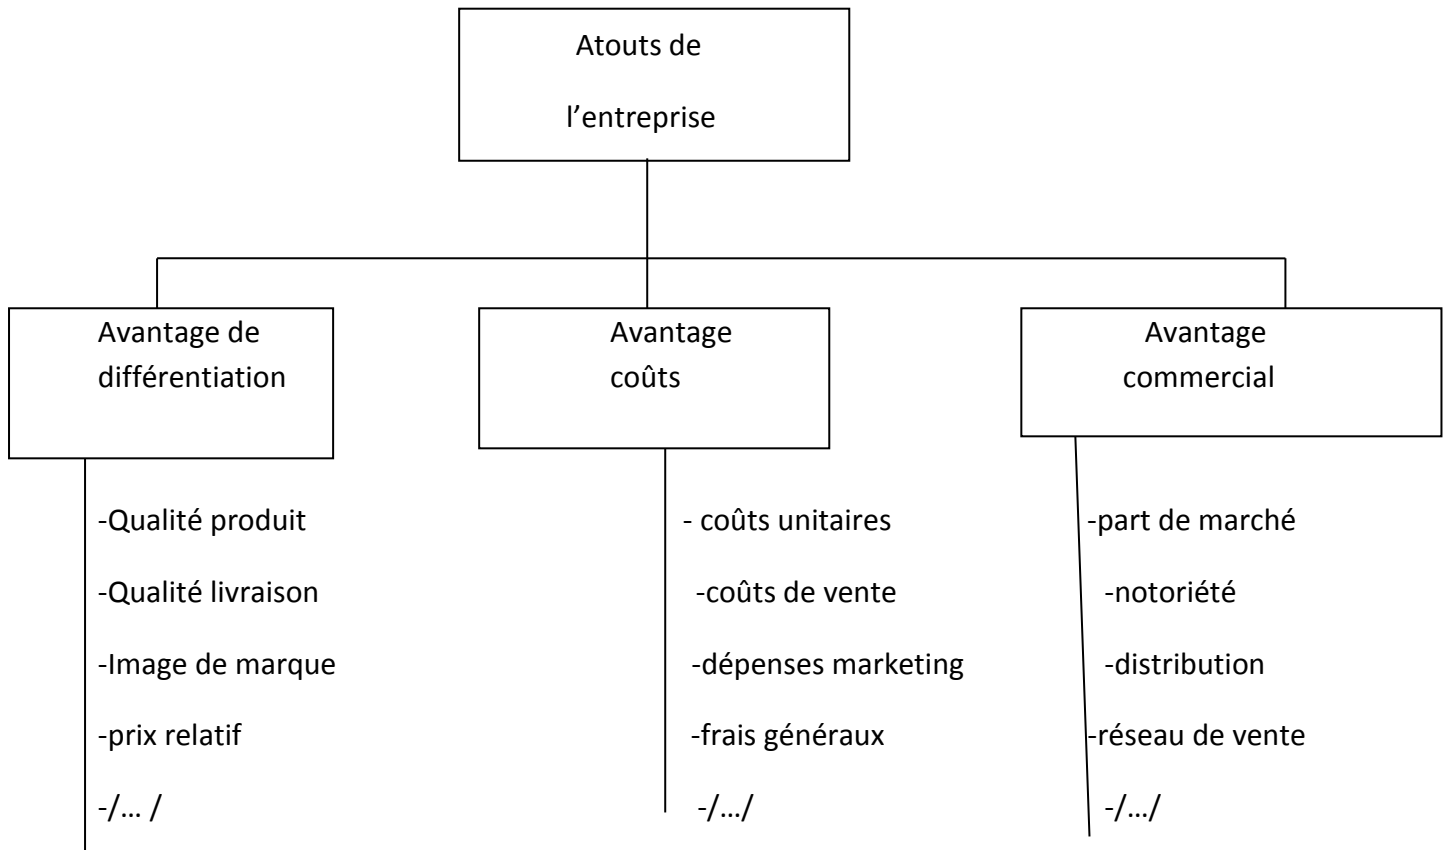 Atouts de
l’entreprise
Avantage de
différentiation
Avantage
coûts
Avantage
commercial
-Qualité produit
-Qualité livraison
-Image de marque
-prix relatif
-/… /
- coûts unitaires
-coûts de vente
-dépenses marketing
-frais généraux
-/…/
-part de marché
-notoriété
-distribution
-réseau de vente
-/…/